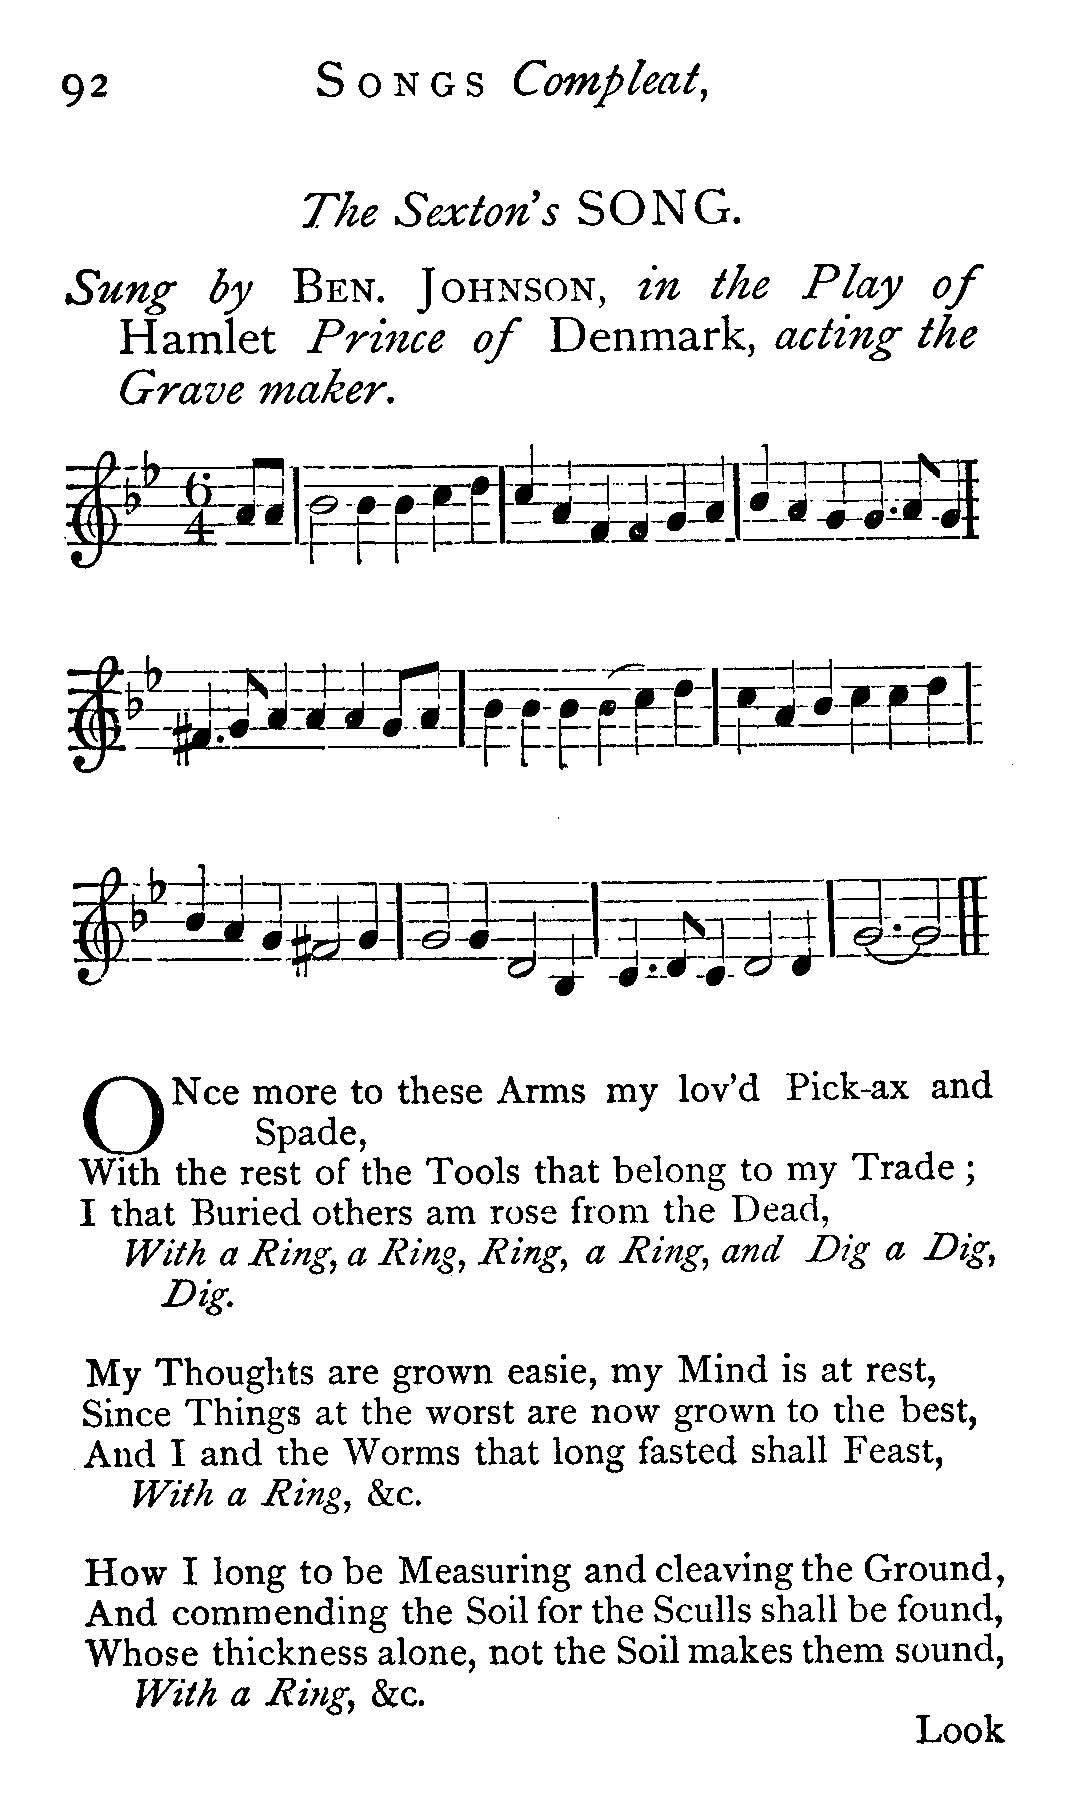 92 SONGS Compleat,
The Sexton's SONG.
Sung by BEN. JOHNSON, in the Play of
Hamlet Prince of Denmark, acting the
Grave maker.
6
4
ONce more to these Arms my lov'd Pick-ax and
Spade,
With the rest of the Tools that belong to my Trade ;
I that Buried others am rose from the Dead,
With a Ring, a Ring, Ring, a Ring, and Dig a Dig,
Dig.
My Thoughts are grown easie, my Mind is at rest,
Since Things at the worst are now grown to the best,
And I and the Worms that long fasted shall Feast,
With a Ring, &c.
How I long to be Measuring and cleaving the Ground,
And commending the Soil for the Sculls shall be found,
Whose thickness alone, not the Soil makes them sound,
With a Ring, &c.
Look